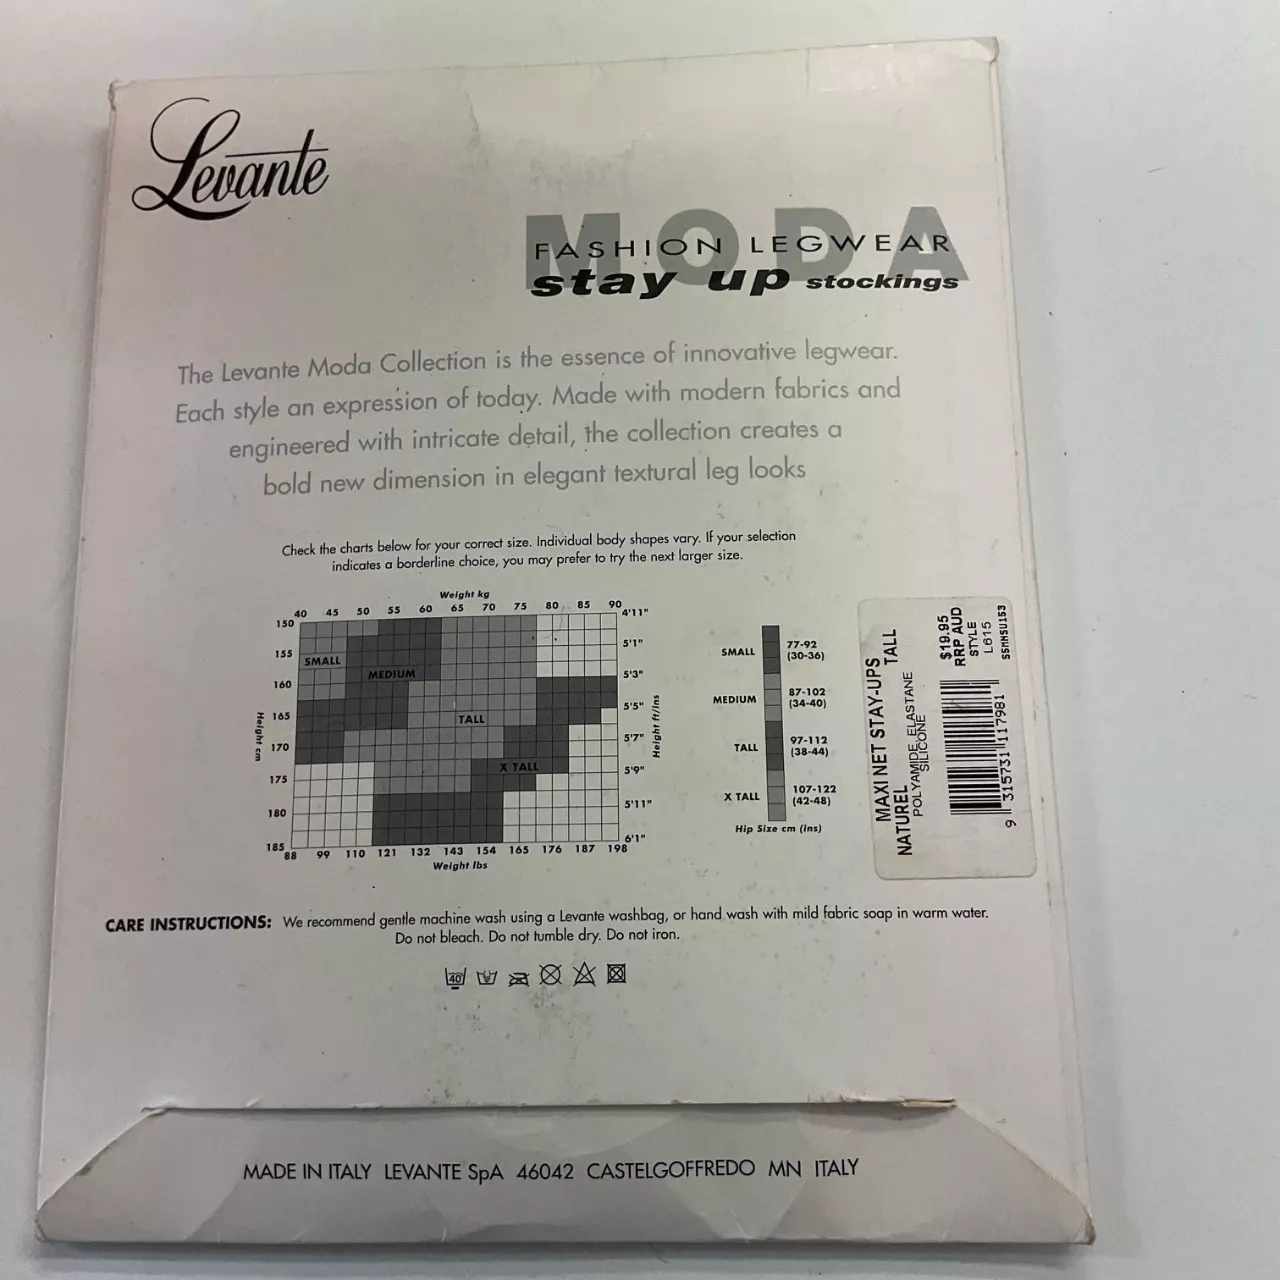 Levante
MODA
FASHION LEGWEAR
stay up stockings
The Levante Moda Collection is the essence of innovative legwear.
Each style an expression of today. Made with modern fabrics and
engineered with intricate detail, the collection creates a
bold new dimension in elegant textural leg looks
Check the charts below for your correct size. Individual body shapes vary. If your selection
indicates a borderline choice, you may prefer to try the next larger size.
Weight kg
40 45 50 55 60 65 70 75 80 85 90
150 4'11"
5'1"
155 SMALL
MEDIUM 5'3"
160
5'5"
165 TALL
5'7"
170
X TALL 5'9"
175
5'11"
180
6'1"
185
88 99 110 121 132 143 154 165 176 187 198
Weight lbs
Height cm
Height ft/ins
SMALL 77-92
(30-36)
MEDIUM 87-102
(34-40)
TALL 97-112
(38-44)
X TALL 107-122
(42-48)
Hip Size cm (ins)
MAXI NET STAY-UPS
NATUREL TALL
POLYAMIDE, ELASTANE
SILICONE
$19.95
RRP AUD
STYLE
L615
S5MNSU153
9 315731 117981
CARE INSTRUCTIONS: We recommend gentle machine wash using a Levante washbag, or hand wash with mild fabric soap in warm water.
Do not bleach. Do not tumble dry. Do not iron.
40
MADE IN ITALY LEVANTE SpA 46042 CASTELGOFFREDO MN ITALY